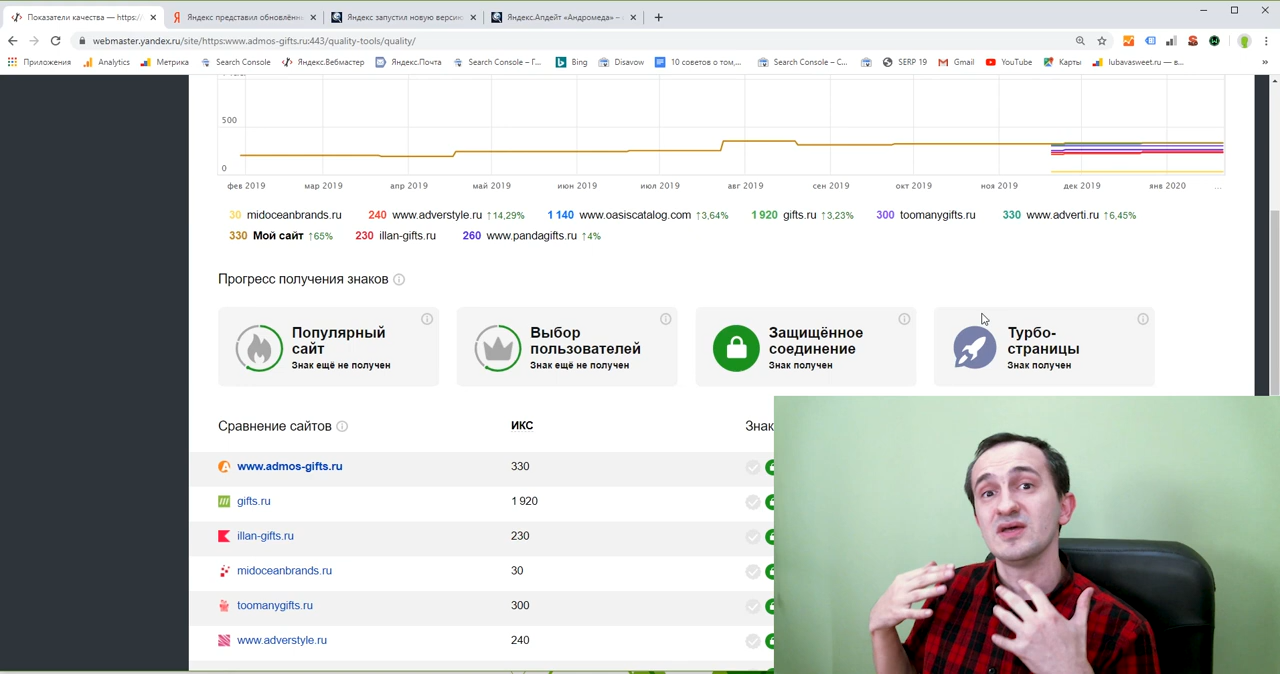 Показатели качества — https:/
Яндекс представил обновлённы
Яндекс запустил новую версию
Яндекс.Апдейт «Андромеда» –
webmaster.yandex.ru/site/https:www.admos-gifts.ru:443/quality-tools/quality/
Приложения Analytics Метрика Search Console Яндекс.Вебмастер Яндекс.Почта Search Console – Г... Bing Disavow 10 советов о том,... Search Console – С... SERP 19 Gmail YouTube Карты lubavasweet.ru — в...
500
0
фев 2019 мар 2019 апр 2019 май 2019 июн 2019 июл 2019 авг 2019 сен 2019 окт 2019 ноя 2019 дек 2019 янв 2020 ...
30 midoceanbrands.ru 240 www.adverstyle.ru ↑14,29% 1 140 www.oasiscatalog.com ↑3,64% 1 920 gifts.ru ↑3,23% 300 toomanygifts.ru 330 www.adverti.ru ↑6,45%
330 Мой сайт ↑65% 230 illan-gifts.ru 260 www.pandagifts.ru ↑4%
Прогресс получения знаков
Популярный
сайт
Знак ещё не получен
Выбор
пользователей
Знак ещё не получен
Защищённое
соединение
Знак получен
Турбо-
страницы
Знак получен
Сравнение сайтов ИКС Знак
www.admos-gifts.ru 330
gifts.ru 1 920
illan-gifts.ru 230
midoceanbrands.ru 30
toomanygifts.ru 300
www.adverstyle.ru 240